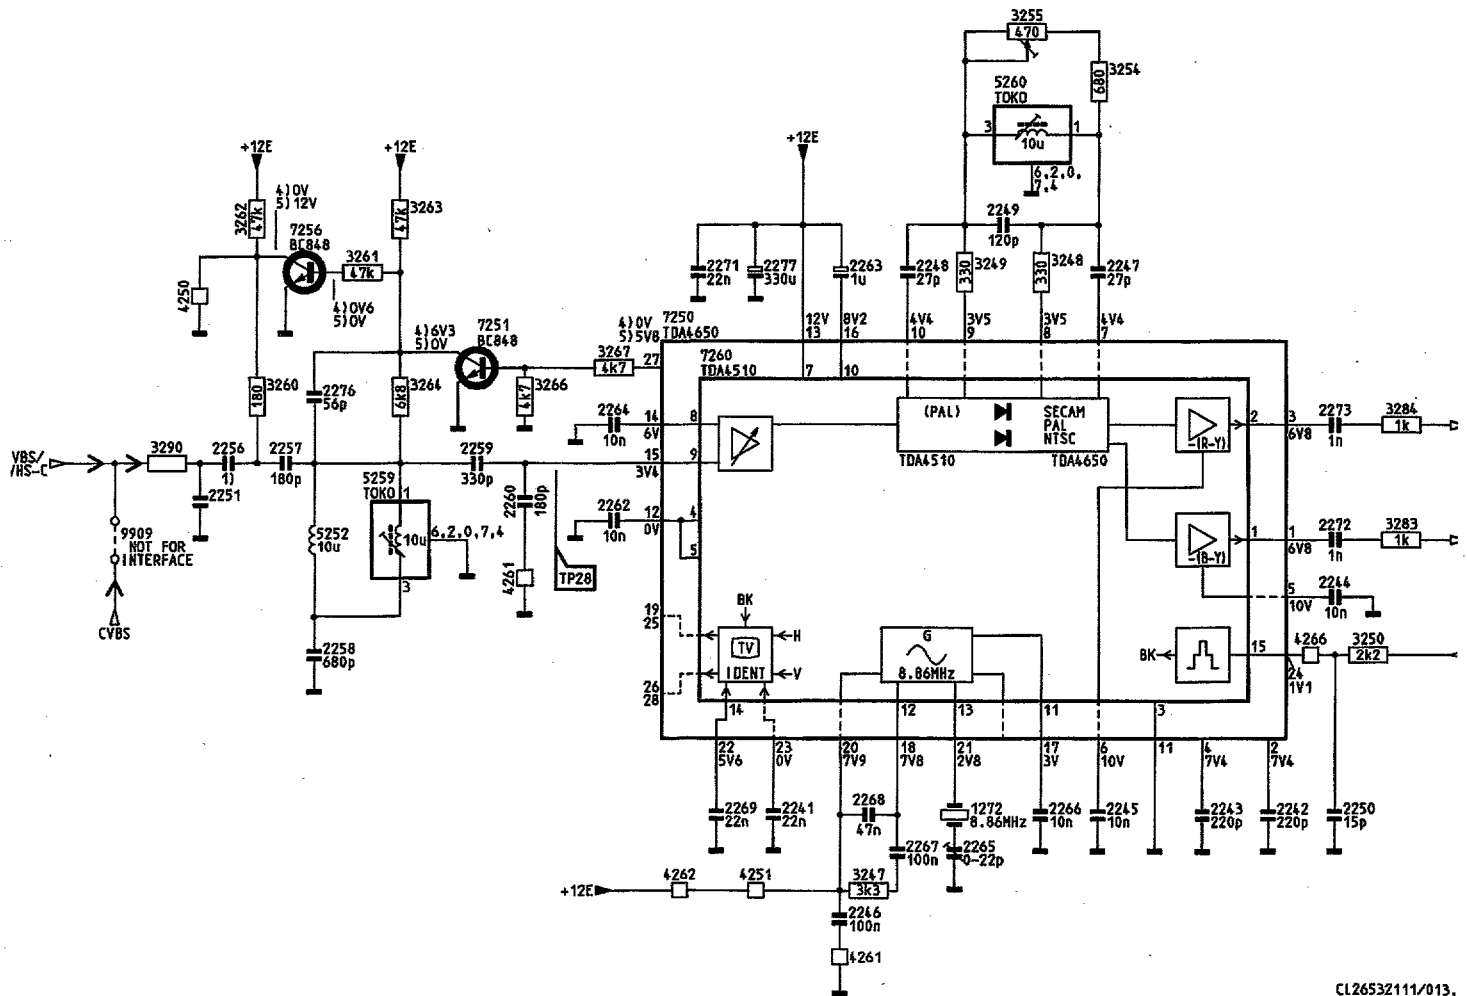 3255
470
3254
680
5260
TOKO
3
1
10u
6,2,0,
7,4
+12E
+12E
+12E
4)0V
5)12V
3262
47k
47k
3263
7256
BC848
3261
47k
4250
4)0V6
5)0V
2249
120p
2271
22n
2277
330u
2263
1u
2248
27p
330
3249
330
3248
2247
27p
4)6V3
5)0V
7251
BC848
4)0V
5)5V8
7250
TDA4650
12V
13
8V2
16
4V4
10
3V5
9
3V5
8
4V4
7
3267
4k7
27
7260
TDA4510
7
10
3260
180
2276
56p
3264
6k8
4k7
3266
2264
10n
14
6V
8
(PAL)
SECAM
PAL
NTSC
TDA4510
TDA4650
-(R-Y)
2
3
6V8
2273
1n
3284
1k
VBS/
/HS-C
3290
2256
1)
2257
180p
2259
330p
15
3V4
9
2251
5259
TOKO
1
10u
6,2,0,7,4
3
2260
180p
2262
10n
12
0V
4
5
5252
10u
9909
NOT FOR
INTERFACE
4261
TP28
-(B-Y)
1
1
6V8
2272
1n
3283
1k
5
10V
2244
10n
CVBS
19
25
BK
TV
IDENT
H
V
G
8.86MHz
BK
15
4266
3250
2k2
24
1V1
2258
680p
26
28
14
12
13
11
3
22
5V6
23
0V
20
7V9
18
7V8
21
2V8
17
3V
6
10V
11
4
7V4
2
7V4
2269
22n
2241
22n
2268
47n
1272
8.86MHz
2266
10n
2245
10n
2243
220p
2242
220p
2250
15p
2267
100n
2265
0-22p
+12E
4262
4251
3247
3k3
2246
100n
4261
CL26532111/013.